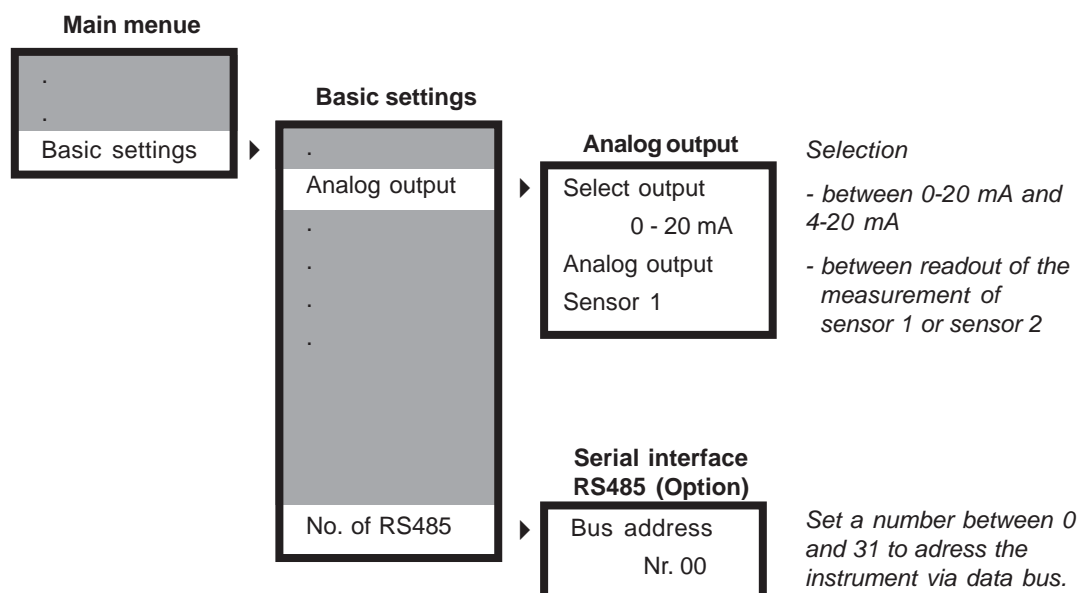 Main menue
.
.
Basic settings
Basic settings
.
Analog output
.
.
.
.
No. of RS485
Analog output
Select output
0 - 20 mA
Analog output
Sensor 1
Selection
- between 0-20 mA and
4-20 mA
- between readout of the
measurement of
sensor 1 or sensor 2
Serial interface
RS485 (Option)
Bus address
Nr. 00
Set a number between 0
and 31 to adress the
instrument via data bus.